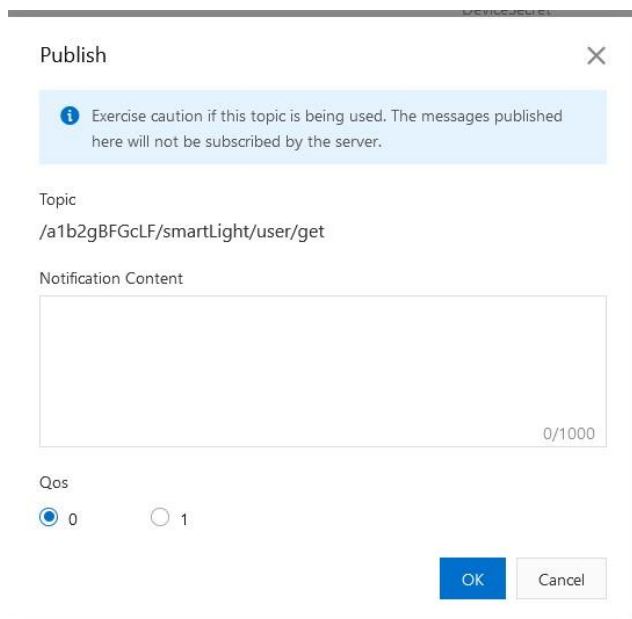 DeviceSecret
Publish
Exercise caution if this topic is being used. The messages published
here will not be subscribed by the server.
Topic
/a1b2gBFGcLF/smartLight/user/get
Notification Content
0/1000
Qos
0 1
OK Cancel